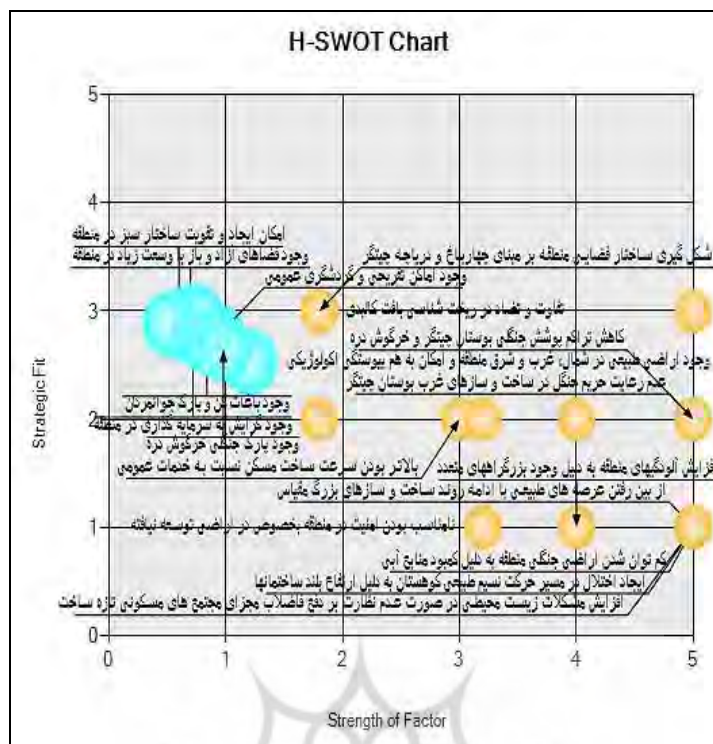 H-SWOT Chart
5
4
امکان ایجاد و تقویت ساختار سبز در منطقه
وجود فضاهای آزاد و باز با وسعت زیاد در منطقه
شکل گیری ساختار فضایی منطقه بر مبنای چهارباغ و دریاچه چیتگر
وجود اماکن تفریحی و گردشگری عمومی
3
تفاوت و تضاد در ریخت شناسی بافت کالبدی
کاهش تراکم پوشش جنگلی بوستان چیتگر و خرگوش دره
وجود اراضی طبیعی در شمال، غرب و شرق منطقه و امکان به هم پیوستگی اکولوژیکی
عدم رعایت حریم جنگل در ساخت و سازهای غرب بوستان چیتگر
وجود باغات کن و پارک جوانمردان
2
وجود گرایش به سرمایه گذاری در منطقه
وجود پارک جنگلی خرگوش دره
بالاتر بودن سرعت ساخت مسکن نسبت به خدمات عمومی
افزایش آلودگیهای منطقه به دلیل وجود بزرگراههای متعدد
از بین رفتن عرصه های طبیعی با ادامه روند ساخت و سازهای بزرگ مقیاس
1
نامناسب بودن امنیت در منطقه بخصوص در اراضی توسعه نیافته
کم توان شدن اراضی جنگلی منطقه به دلیل کمبود منابع آبی
ایجاد اختلال در مسیر حرکت نسیم طبیعی کوهستان به دلیل ارتفاع بلند ساختمانها
افزایش مشکلات زیست محیطی در صورت عدم نظارت بر دفع فاضلاب مجزای مجتمع های مسکونی تازه ساخت
0
0 1 2 3 4 5
Strategic Fit
Strength of Factor